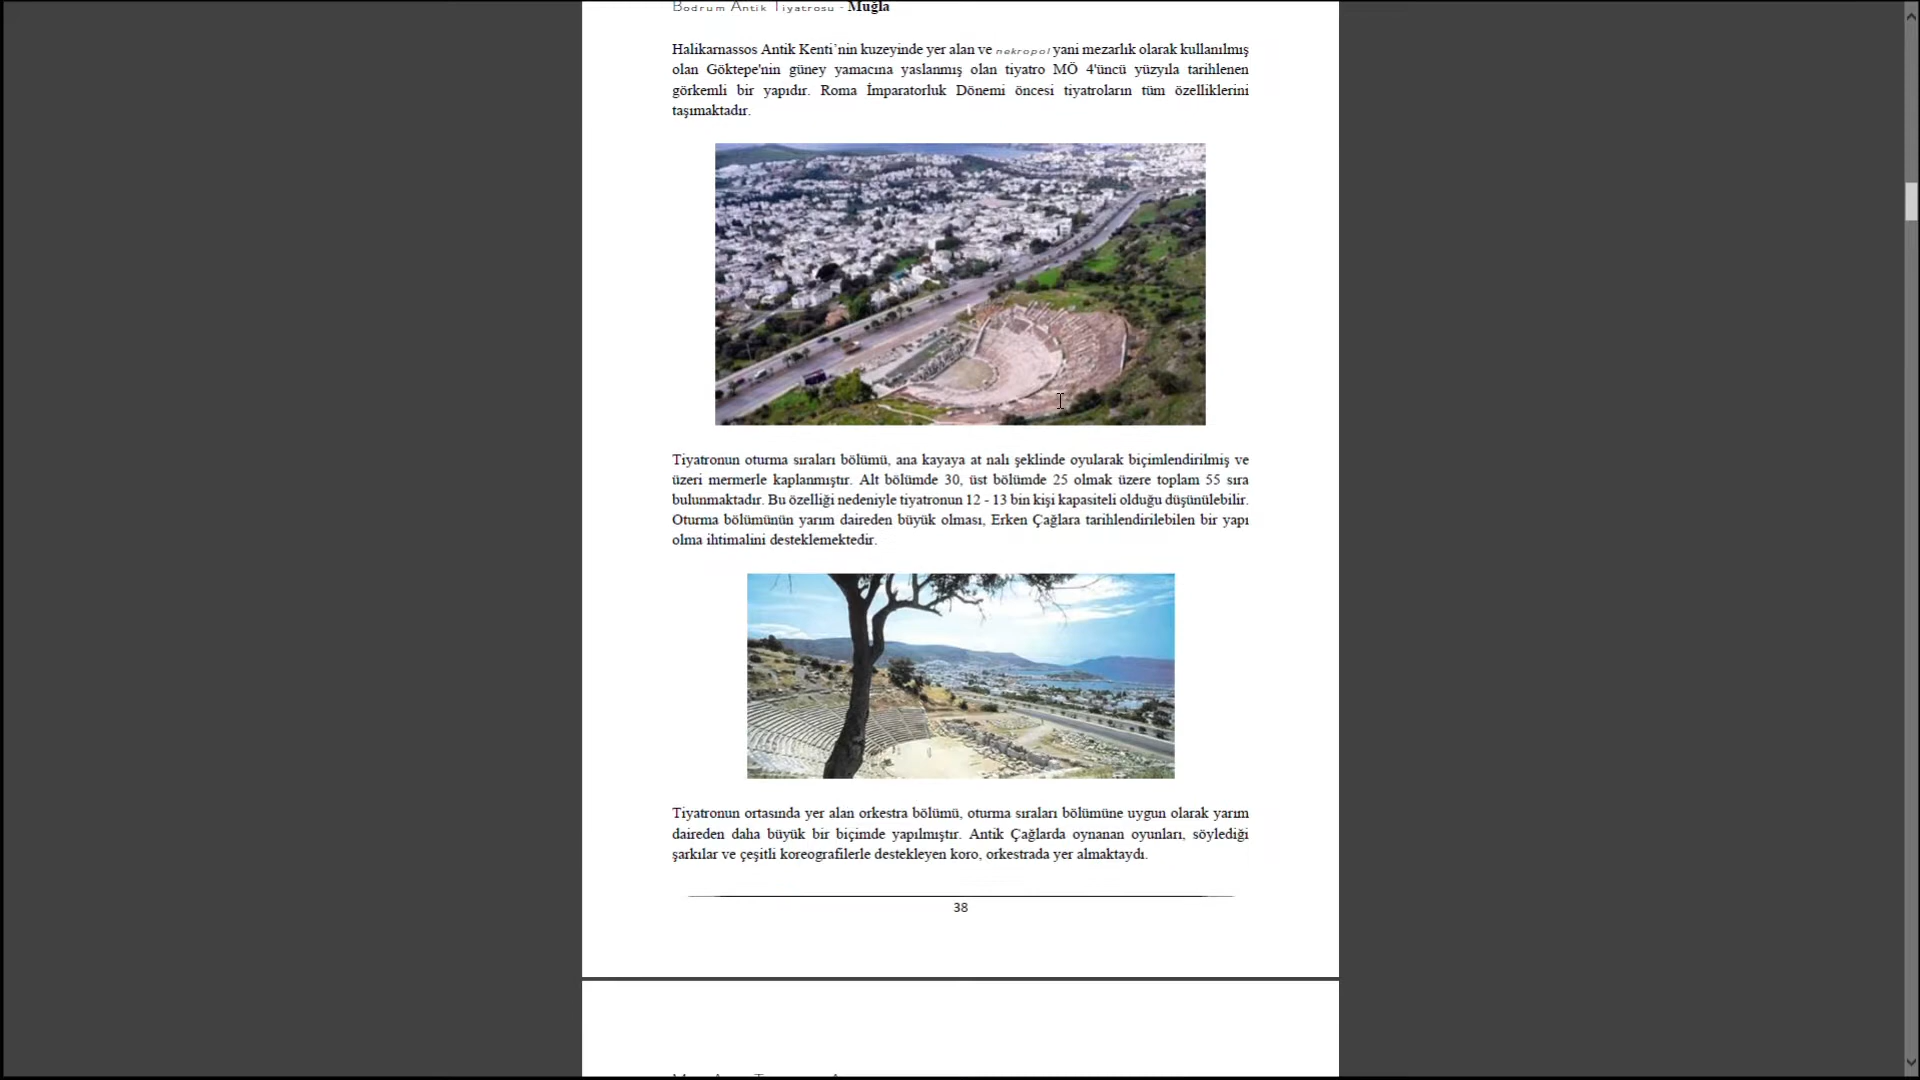 Bodrum Antik Tiyatrosu - Muğla
Halikarnassos Antik Kenti’nin kuzeyinde yer alan ve nekropol yani mezarlık olarak kullanılmış
olan Göktepe'nin güney yamacına yaslanmış olan tiyatro MÖ 4'üncü yüzyıla tarihlenen
görkemli bir yapıdır. Roma İmparatorluk Dönemi öncesi tiyatroların tüm özelliklerini
taşımaktadır.
Tiyatronun oturma sıraları bölümü, ana kayaya at nalı şeklinde oyularak biçimlendirilmiş ve
üzeri mermerle kaplanmıştır. Alt bölümde 30, üst bölümde 25 olmak üzere toplam 55 sıra
bulunmaktadır. Bu özelliği nedeniyle tiyatronun 12 - 13 bin kişi kapasiteli olduğu düşünülebilir.
Oturma bölümünün yarım daireden büyük olması, Erken Çağlara tarihlendirilebilen bir yapı
olma ihtimalini desteklemektedir.
Tiyatronun ortasında yer alan orkestra bölümü, oturma sıraları bölümüne uygun olarak yarım
daireden daha büyük bir biçimde yapılmıştır. Antik Çağlarda oynanan oyunları, söylediği
şarkılar ve çeşitli koreografilerle destekleyen koro, orkestrada yer almaktaydı.
38